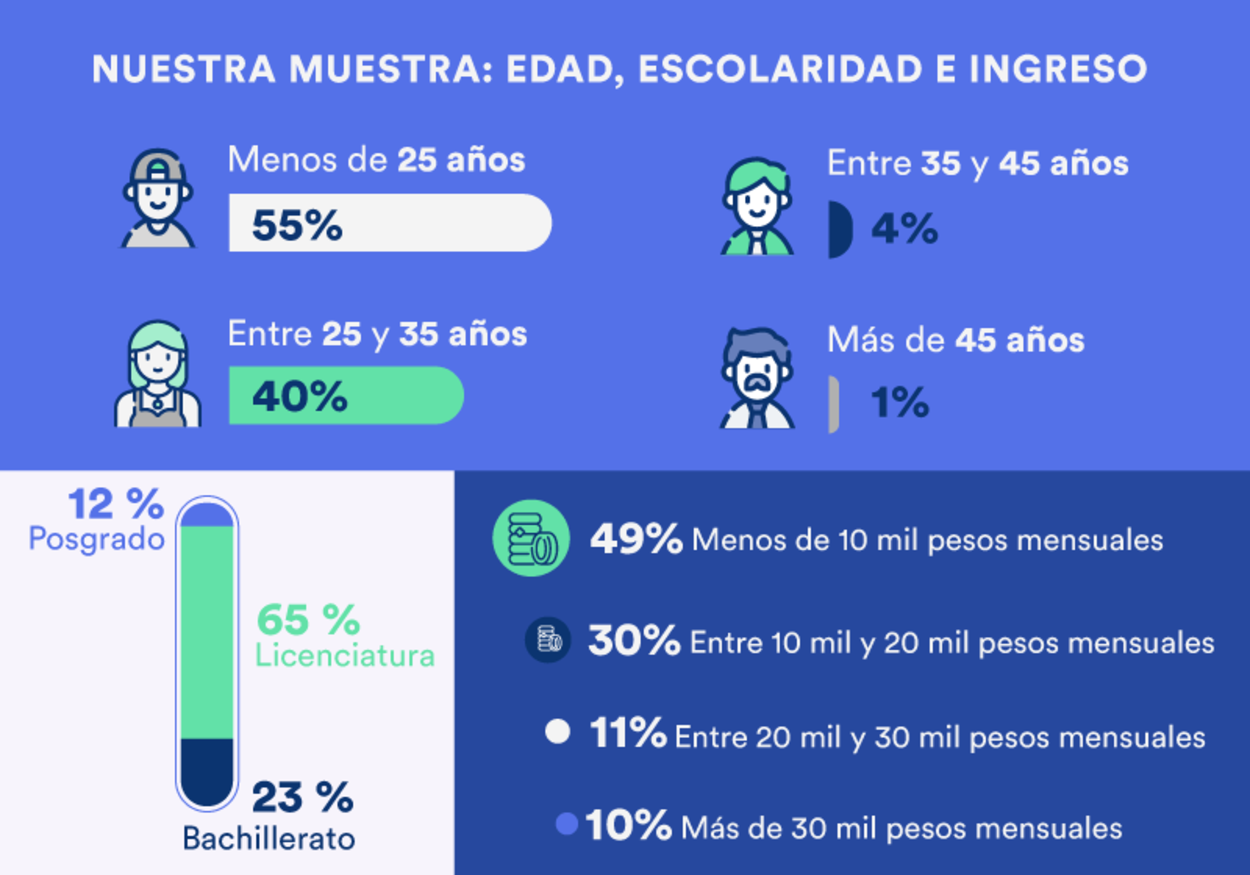 NUESTRA MUESTRA: EDAD, ESCOLARIDAD E INGRESO
Menos de 25 años
55%
Entre 35 y 45 años
4%
Entre 25 y 35 años
40%
Más de 45 años
1%
12 %
Posgrado
65 %
Licenciatura
23 %
Bachillerato
49% Menos de 10 mil pesos mensuales
30% Entre 10 mil y 20 mil pesos mensuales
11% Entre 20 mil y 30 mil pesos mensuales
10% Más de 30 mil pesos mensuales